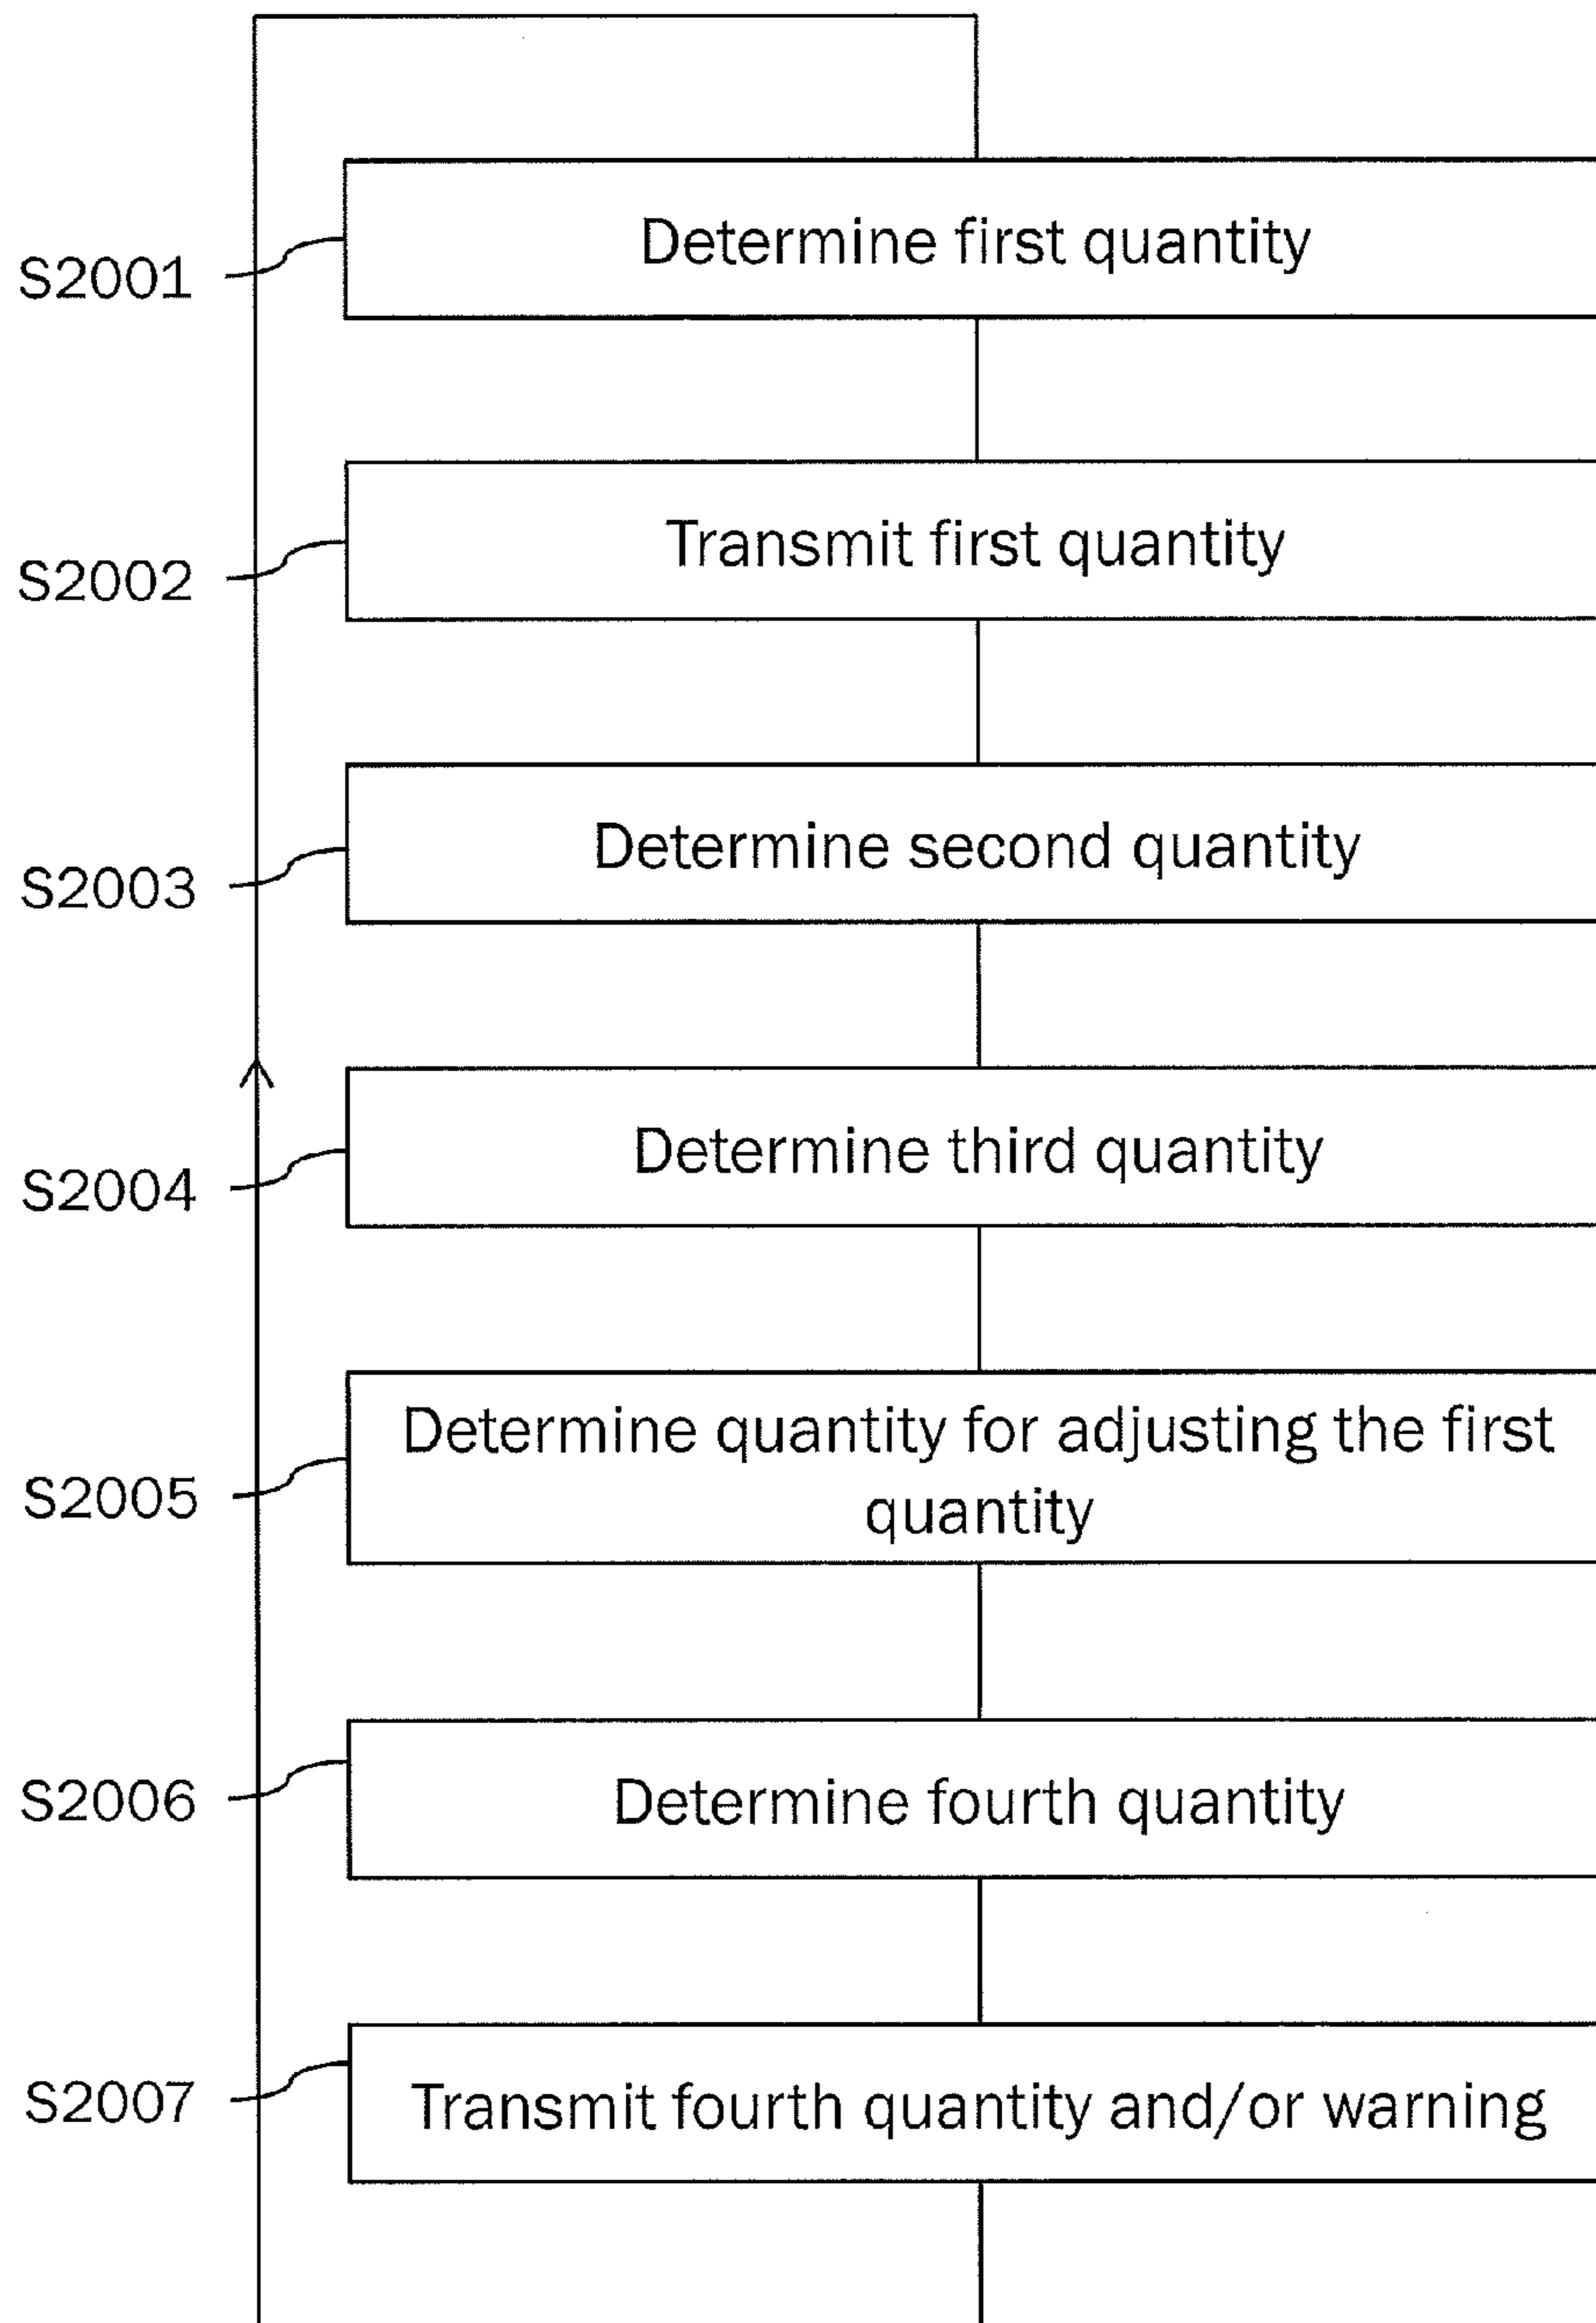 S2001
Determine first quantity
S2002
Transmit first quantity
S2003
Determine second quantity
S2004
Determine third quantity
S2005
Determine quantity for adjusting the first
quantity
S2006
Determine fourth quantity
S2007
Transmit fourth quantity and/or warning